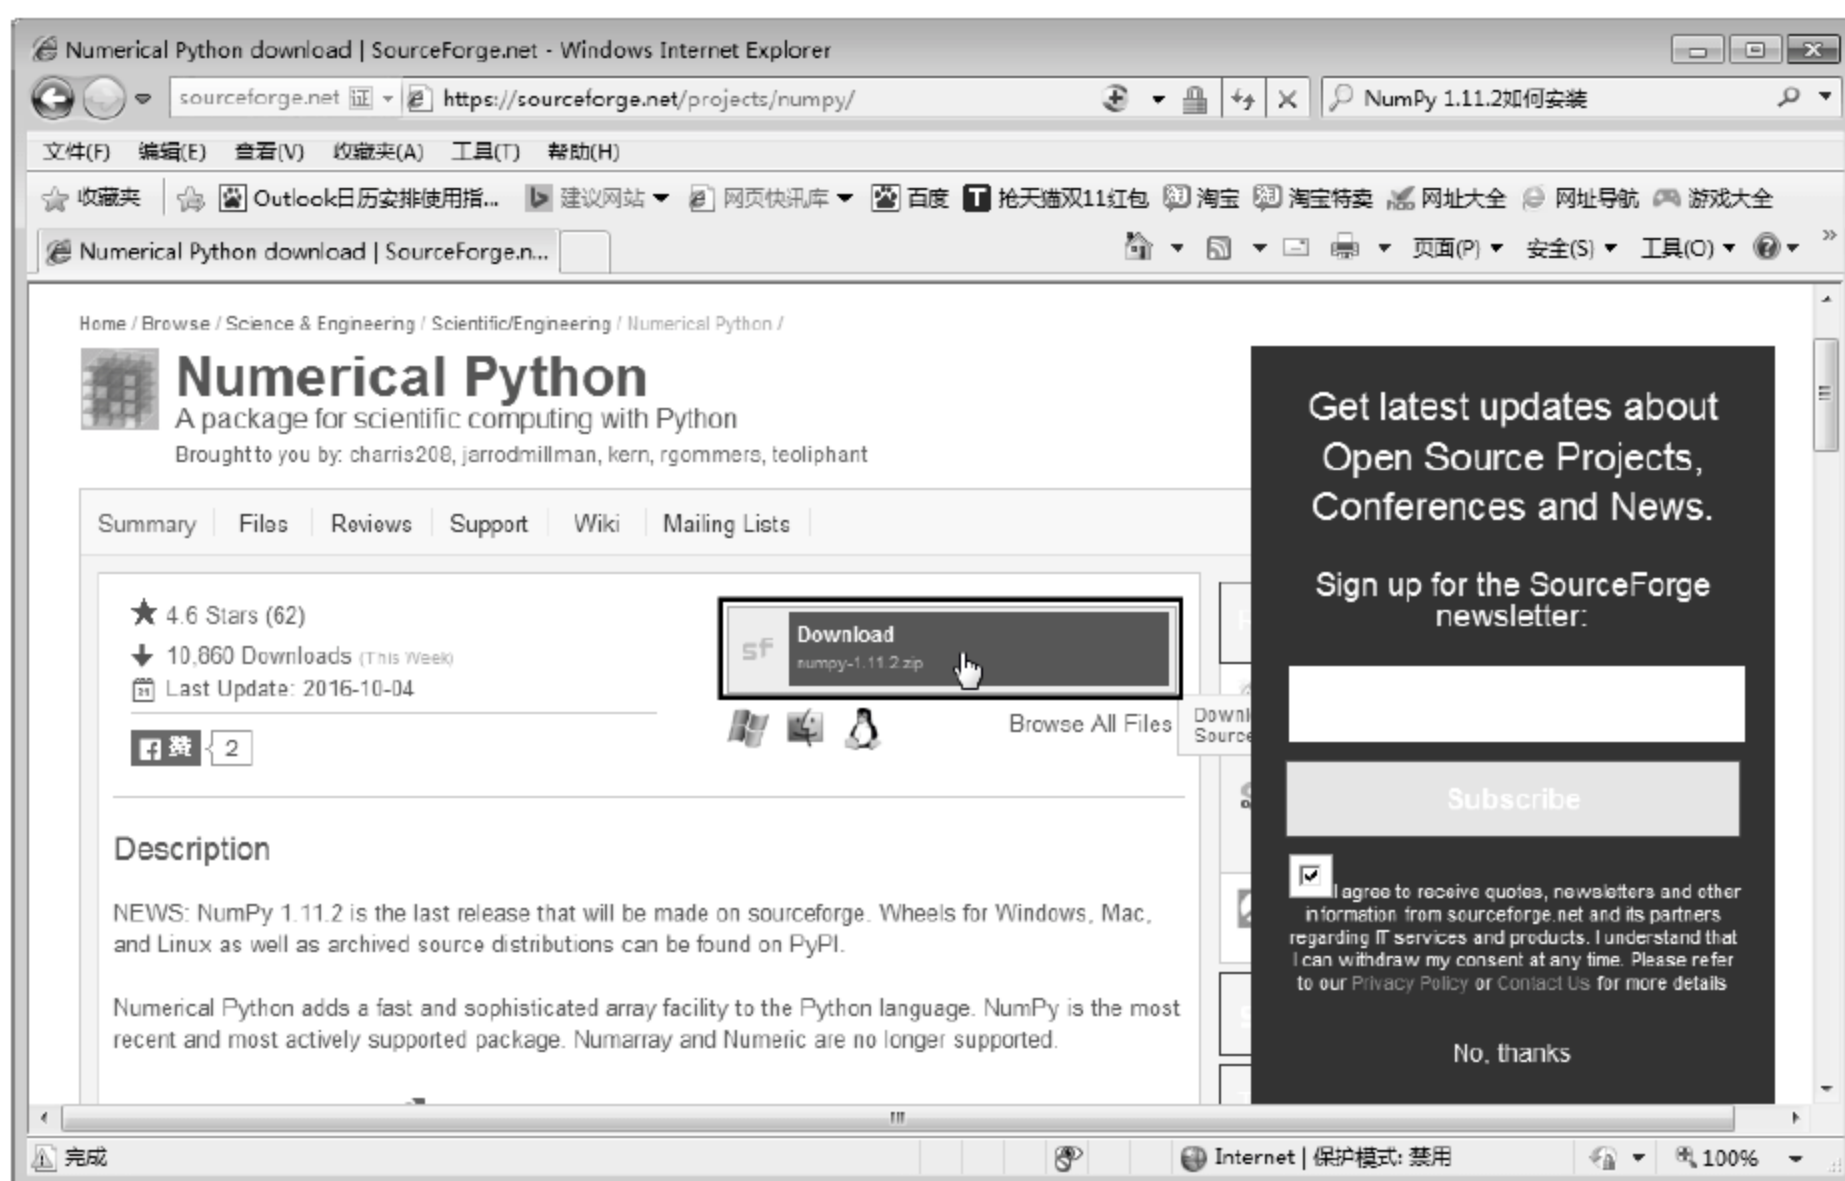 Numerical Python download | SourceForge.net - Windows Internet Explorer
sourceforge.net 证 https://sourceforge.net/projects/numpy/ NumPy 1.11.2如何安装
文件(F) 编辑(E) 查看(V) 收藏夹(A) 工具(T) 帮助(H)
收藏夹 Outlook日历安排使用指... 建议网站 网页快讯库 百度 T 抢天猫双11红包 淘宝 淘宝特卖 网址大全 网址导航 游戏大全
Numerical Python download | SourceForge.n... 页面(P) 安全(S) 工具(O) »
Home / Browse / Science & Engineering / Scientific/Engineering / Numerical Python /
Numerical Python
A package for scientific computing with Python
Brought to you by: charris208, jarrodmillman, kern, rgommers, teoliphant
Summary Files Reviews Support Wiki Mailing Lists
4.6 Stars (62)
10,860 Downloads (This Week)
Last Update: 2016-10-04
赞 2
sf Download
numpy-1.11.2.zip
Browse All Files
Downl
Source
Description
NEWS: NumPy 1.11.2 is the last release that will be made on sourceforge. Wheels for Windows, Mac,
and Linux as well as archived source distributions can be found on PyPI.
Numerical Python adds a fast and sophisticated array facility to the Python language. NumPy is the most
recent and most actively supported package. Numarray and Numeric are no longer supported.
Get latest updates about
Open Source Projects,
Conferences and News.
Sign up for the SourceForge
newsletter:
Subscribe
I agree to receive quotes, newsletters and other
information from sourceforge.net and its partners
regarding IT services and products. I understand that
I can withdraw my consent at any time. Please refer
to our Privacy Policy or Contact Us for more details
No, thanks
完成 Internet | 保护模式: 禁用 100%